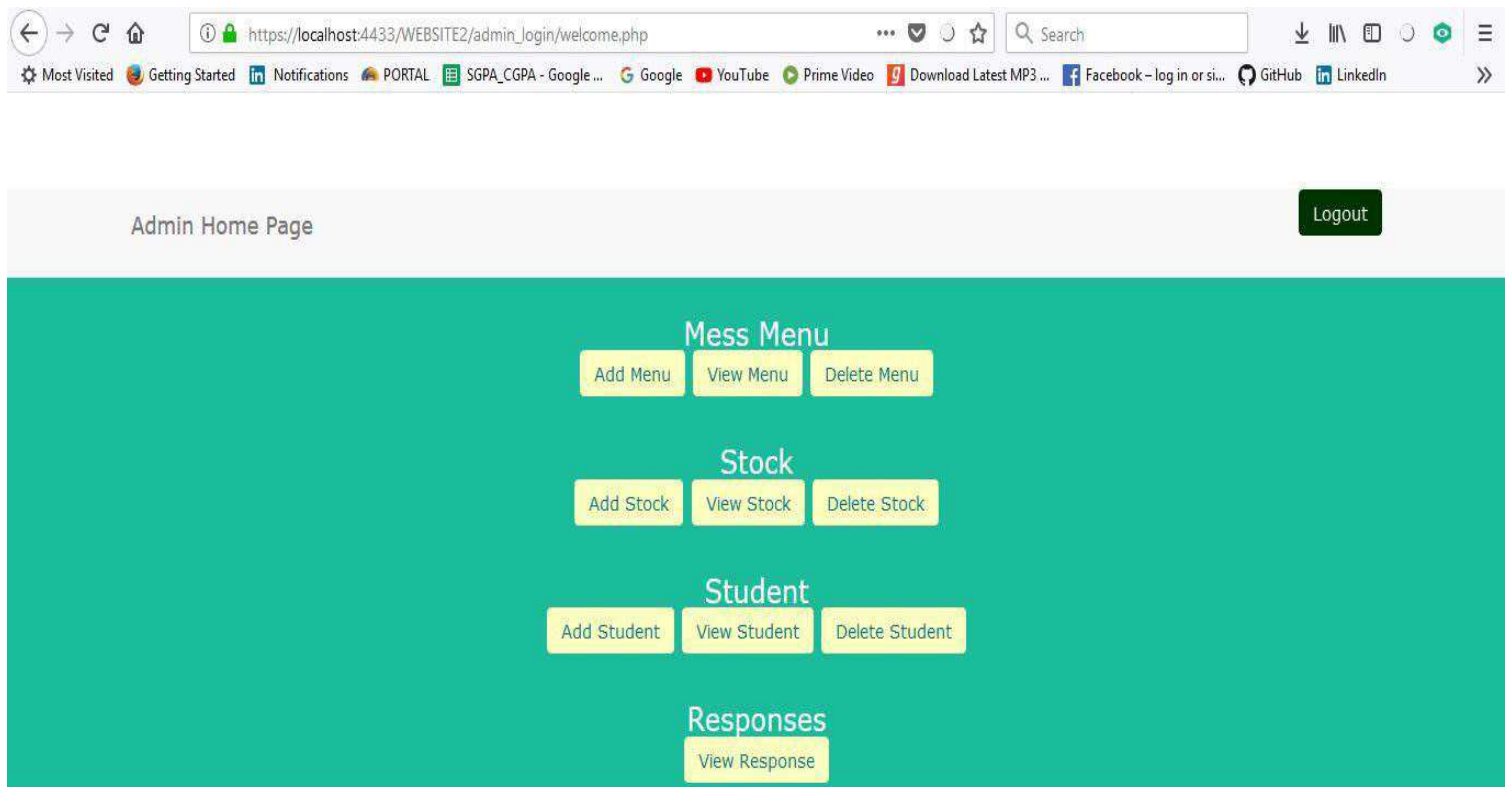 https://localhost:4433/WEBSITE2/admin_login/welcome.php Search
Most Visited Getting Started Notifications PORTAL SGPA_CGPA - Google ... Google YouTube Prime Video Download Latest MP3 ... Facebook – log in or si... GitHub LinkedIn
Admin Home Page Logout
Mess Menu
Add Menu View Menu Delete Menu
Stock
Add Stock View Stock Delete Stock
Student
Add Student View Student Delete Student
Responses
View Response